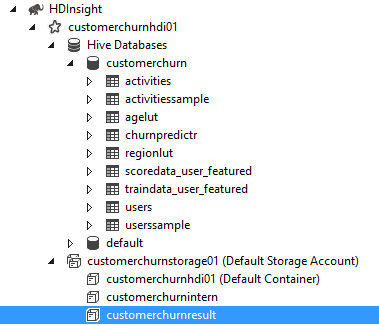 HDInsight
customerchurnhdi01
Hive Databases
customerchurn
activities
activitiessample
agelut
churnpredictr
regionlut
scoredata_user_featured
traindata_user_featured
users
userssample
default
customerchurnstorage01 (Default Storage Account)
customerchurnhdi01 (Default Container)
customerchurnintern
customerchurnresult